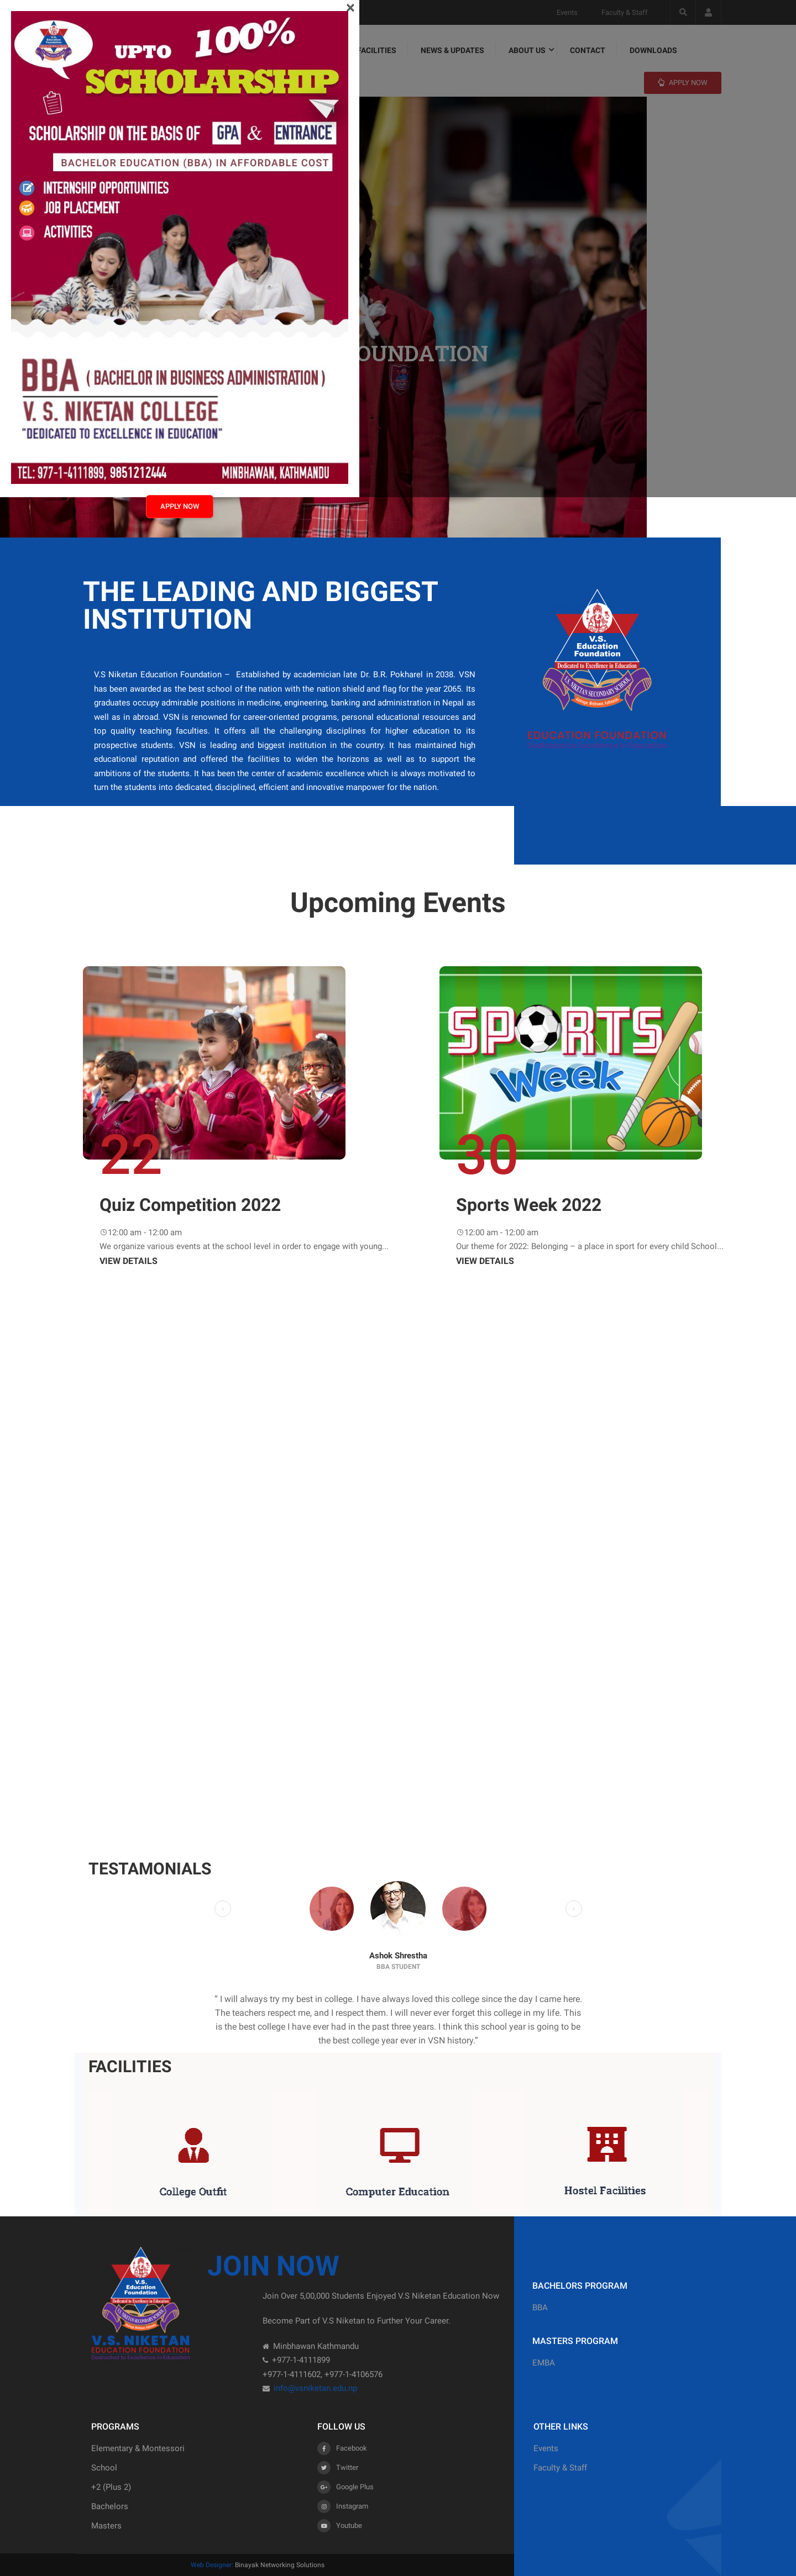 Events
Faculty & Staff
×
FACILITIES
NEWS & UPDATES
ABOUT US
CONTACT
DOWNLOADS
APPLY NOW
UPTO 100%
SCHOLARSHIP
SCHOLARSHIP ON THE BASIS OF GPA & ENTRANCE
BACHELOR EDUCATION (BBA) IN AFFORDABLE COST
INTERNSHIP OPPORTUNITIES
JOB PLACEMENT
ACTIVITIES
BBA ( BACHELOR IN BUSINESS ADMINISTRATION )
V. S. NIKETAN COLLEGE
"DEDICATED TO EXCELLENCE IN EDUCATION"
TEL: 977-1-4111899, 9851212444
MINBHAWAN, KATHMANDU
OUNDATION
APPLY NOW
THE LEADING AND BIGGEST
INSTITUTION
V.S Niketan Education Foundation – Established by academician late Dr. B.R. Pokharel in 2038. VSN
has been awarded as the best school of the nation with the nation shield and flag for the year 2065. Its
graduates occupy admirable positions in medicine, engineering, banking and administration in Nepal as
well as in abroad. VSN is renowned for career-oriented programs, personal educational resources and
top quality teaching faculties. It offers all the challenging disciplines for higher education to its
prospective students. VSN is leading and biggest institution in the country. It has maintained high
educational reputation and offered the facilities to widen the horizons as well as to support the
ambitions of the students. It has been the center of academic excellence which is always motivated to
turn the students into dedicated, disciplined, efficient and innovative manpower for the nation.
V.S.
Education
Foundation
Dedicated to Excellence in Education
V.S. NIKETAN SECONDARY SCHOOL
EDUCATION FOUNDATION
Upcoming Events
22
Quiz Competition 2022
12:00 am - 12:00 am
We organize various events at the school level in order to engage with young...
VIEW DETAILS
SPORTS
Week
30
Sports Week 2022
12:00 am - 12:00 am
Our theme for 2022: Belonging – a place in sport for every child School...
VIEW DETAILS
TESTAMONIALS
Ashok Shrestha
BBA STUDENT
" I will always try my best in college. I have always loved this college since the day I came here.
The teachers respect me, and I respect them. I will never ever forget this college in my life. This
is the best college I have ever had in the past three years. I think this school year is going to be
the best college year ever in VSN history."
FACILITIES
College Outfit
Computer Education
Hostel Facilities
V.S.
Education
Foundation
Dedicated to Excellence in Education
V.S. NIKETAN SECONDARY SCHOOL
V.S. NIKETAN
EDUCATION FOUNDATION
Dedicated to Excellence in Education
JOIN NOW
Join Over 5,00,000 Students Enjoyed V.S Niketan Education Now
Become Part of V.S Niketan to Further Your Career.
Minbhawan Kathmandu
+977-1-4111899
+977-1-4111602, +977-1-4106576
info@vsniketan.edu.np
BACHELORS PROGRAM
BBA
MASTERS PROGRAM
EMBA
PROGRAMS
Elementary & Montessori
School
+2 (Plus 2)
Bachelors
Masters
FOLLOW US
Facebook
Twitter
Google Plus
Instagram
Youtube
OTHER LINKS
Events
Faculty & Staff
Web Designer: Binayak Networking Solutions